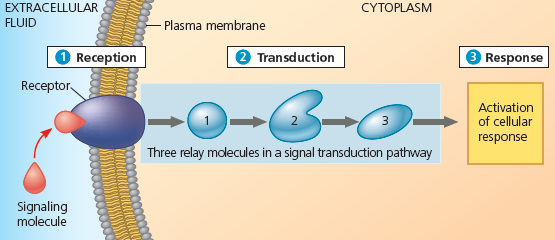 EXTRACELLULAR
FLUID
CYTOPLASM
Plasma membrane
1 Reception
2 Transduction
3 Response
Receptor
1
2
3
Activation
of cellular
response
Three relay molecules in a signal transduction pathway
Signaling
molecule